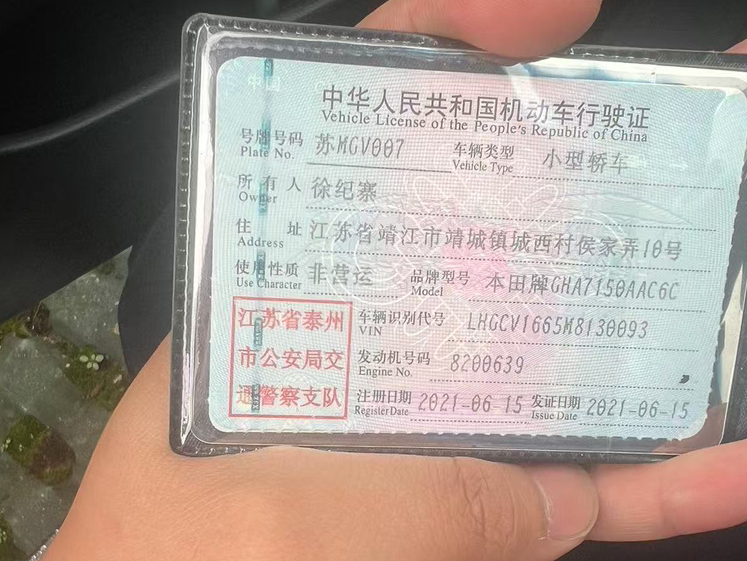 中华人民共和国机动车行驶证
Vehicle License of the People's Republic of China
号牌号码 苏MGV007 车辆类型 小型轿车
Plate No. Vehicle Type
所有人 徐纪寨
Owner
住址 江苏省靖江市靖城镇城西村侯家弄10号
Address
使用性质 非营运 品牌型号 本田牌GHA7150AAC6C
Use Character Model
江苏省泰州 车辆识别代号 LHGCV1665M8130093
VIN
市公安局交 发动机号码 8200639
Engine No.
通警察支队 注册日期 2021-06-15 发证日期 2021-06-15
Register Date Issue Date